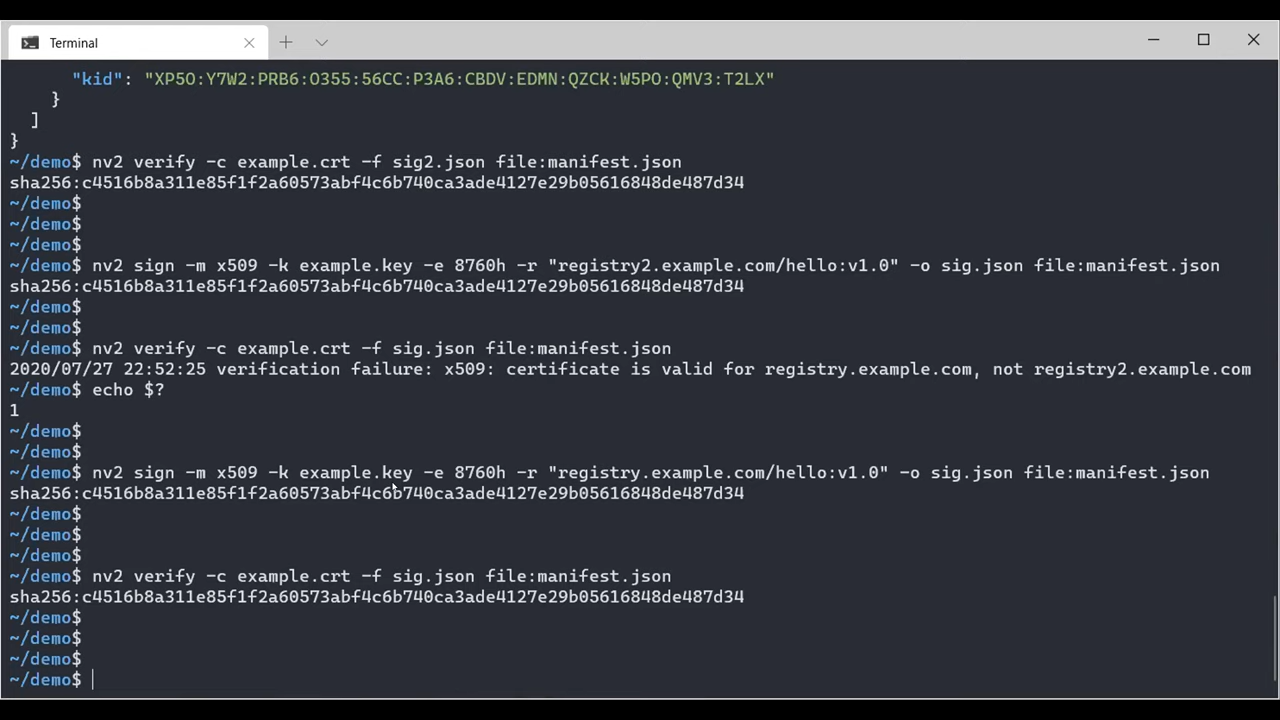 Terminal
"kid": "XP5O:Y7W2:PRB6:O355:56CC:P3A6:CBDV:EDMN:QZCK:W5PO:QMV3:T2LX"
}
]
}
~/demo$ nv2 verify -c example.crt -f sig2.json file:manifest.json
sha256:c4516b8a311e85f1f2a60573abf4c6b740ca3ade4127e29b05616848de487d34
~/demo$
~/demo$
~/demo$
~/demo$ nv2 sign -m x509 -k example.key -e 8760h -r "registry2.example.com/hello:v1.0" -o sig.json file:manifest.json
sha256:c4516b8a311e85f1f2a60573abf4c6b740ca3ade4127e29b05616848de487d34
~/demo$
~/demo$
~/demo$ nv2 verify -c example.crt -f sig.json file:manifest.json
2020/07/27 22:52:25 verification failure: x509: certificate is valid for registry.example.com, not registry2.example.com
~/demo$ echo $?
1
~/demo$
~/demo$
~/demo$ nv2 sign -m x509 -k example.key -e 8760h -r "registry.example.com/hello:v1.0" -o sig.json file:manifest.json
sha256:c4516b8a311e85f1f2a60573abf4c6b740ca3ade4127e29b05616848de487d34
~/demo$
~/demo$
~/demo$
~/demo$ nv2 verify -c example.crt -f sig.json file:manifest.json
sha256:c4516b8a311e85f1f2a60573abf4c6b740ca3ade4127e29b05616848de487d34
~/demo$
~/demo$
~/demo$
~/demo$